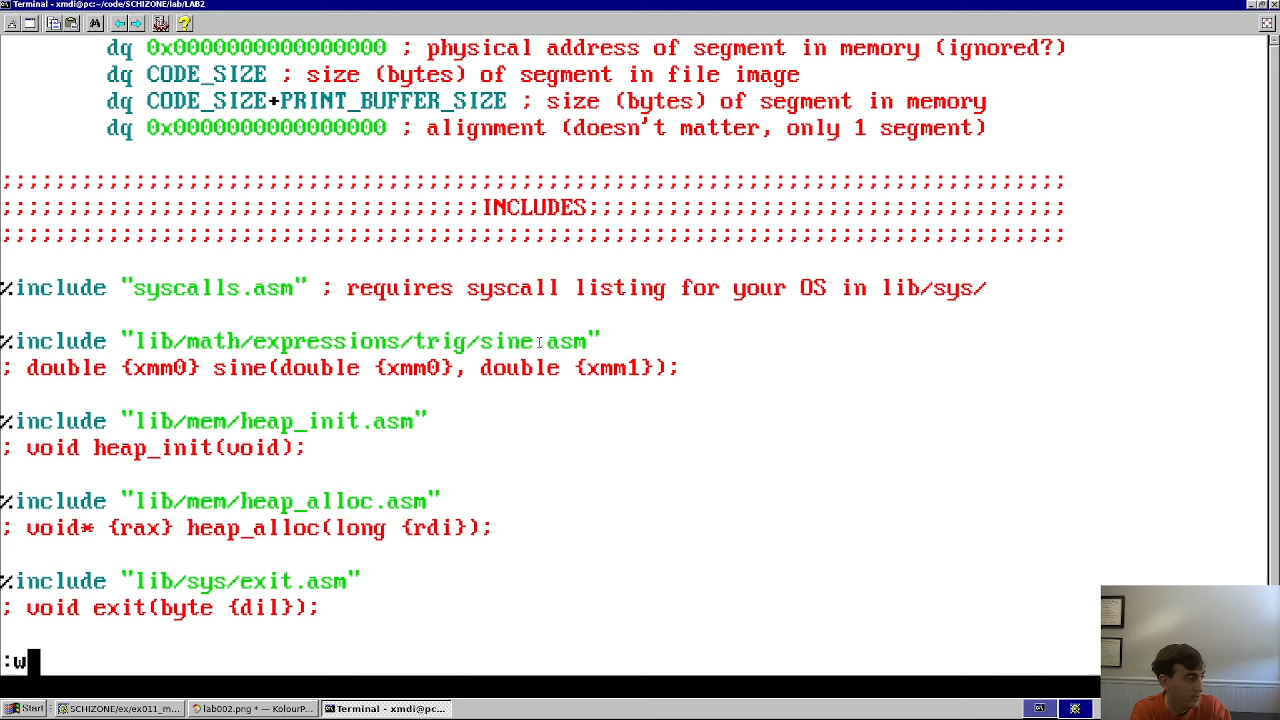 Terminal - xmdi@pc:~/code/SCHIZONE/lab/LAB2
dq 0x0000000000000000 ; physical address of segment in memory (ignored?)
dq CODE_SIZE ; size (bytes) of segment in file image
dq CODE_SIZE+PRINT_BUFFER_SIZE ; size (bytes) of segment in memory
dq 0x0000000000000000 ; alignment (doesn't matter, only 1 segment)
;;;;;;;;;;;;;;;;;;;;;;;;;;;;;;;;;;;;;;;;;;;;;;;;;;;;;;;;;;;;;;;;;;;;;;;;;;;;;;;;
;;;;;;;;;;;;;;;;;;;;;;;;;;;;;;;;;;;;INCLUDES;;;;;;;;;;;;;;;;;;;;;;;;;;;;;;;;;;;;
;;;;;;;;;;;;;;;;;;;;;;;;;;;;;;;;;;;;;;;;;;;;;;;;;;;;;;;;;;;;;;;;;;;;;;;;;;;;;;;;
%include "syscalls.asm" ; requires syscall listing for your OS in lib/sys/
%include "lib/math/expressions/trig/sine.asm"
; double {xmm0} sine(double {xmm0}, double {xmm1});
%include "lib/mem/heap_init.asm"
; void heap_init(void);
%include "lib/mem/heap_alloc.asm"
; void* {rax} heap_alloc(long {rdi});
%include "lib/sys/exit.asm"
; void exit(byte {dil});
:w
Start SCHIZONE/ex/ex011_m... lab002.png * — KolourP... Terminal - xmdi@pc:~/c...